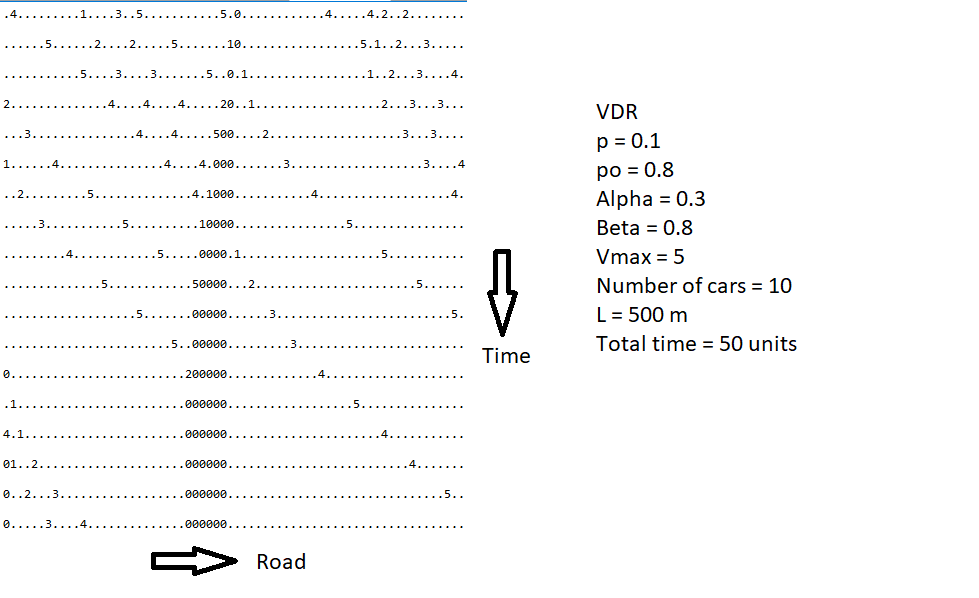 .4.........1....3..5...........5.0............4.....4.2..2........
......5......2....2.....5.......10.................5.1..2...3.....
...........5....3....3.......5..0.1.................1..2...3....4.
2..............4....4....4.....20..1..................2...3...3...
...3...............4....4.....500....2...................3...3....
1......4...............4....4.000.......3...................3....4
..2.........5..............4.1000...........4...................4.
.....3...........5..........10000................5................
.........4............5.....0000.1....................5...........
..............5............50000...2.......................5......
...................5.......00000......3.........................5.
........................5..00000.........3........................
0.........................200000.............4....................
.1........................000000..................5...............
4.1.......................000000......................4...........
01..2.....................000000..........................4.......
0..2...3..................000000...............................5..
0.....3....4..............000000..................................
VDR
p = 0.1
po = 0.8
Alpha = 0.3
Beta = 0.8
Vmax = 5
Number of cars = 10
L = 500 m
Total time = 50 units
Time
Road